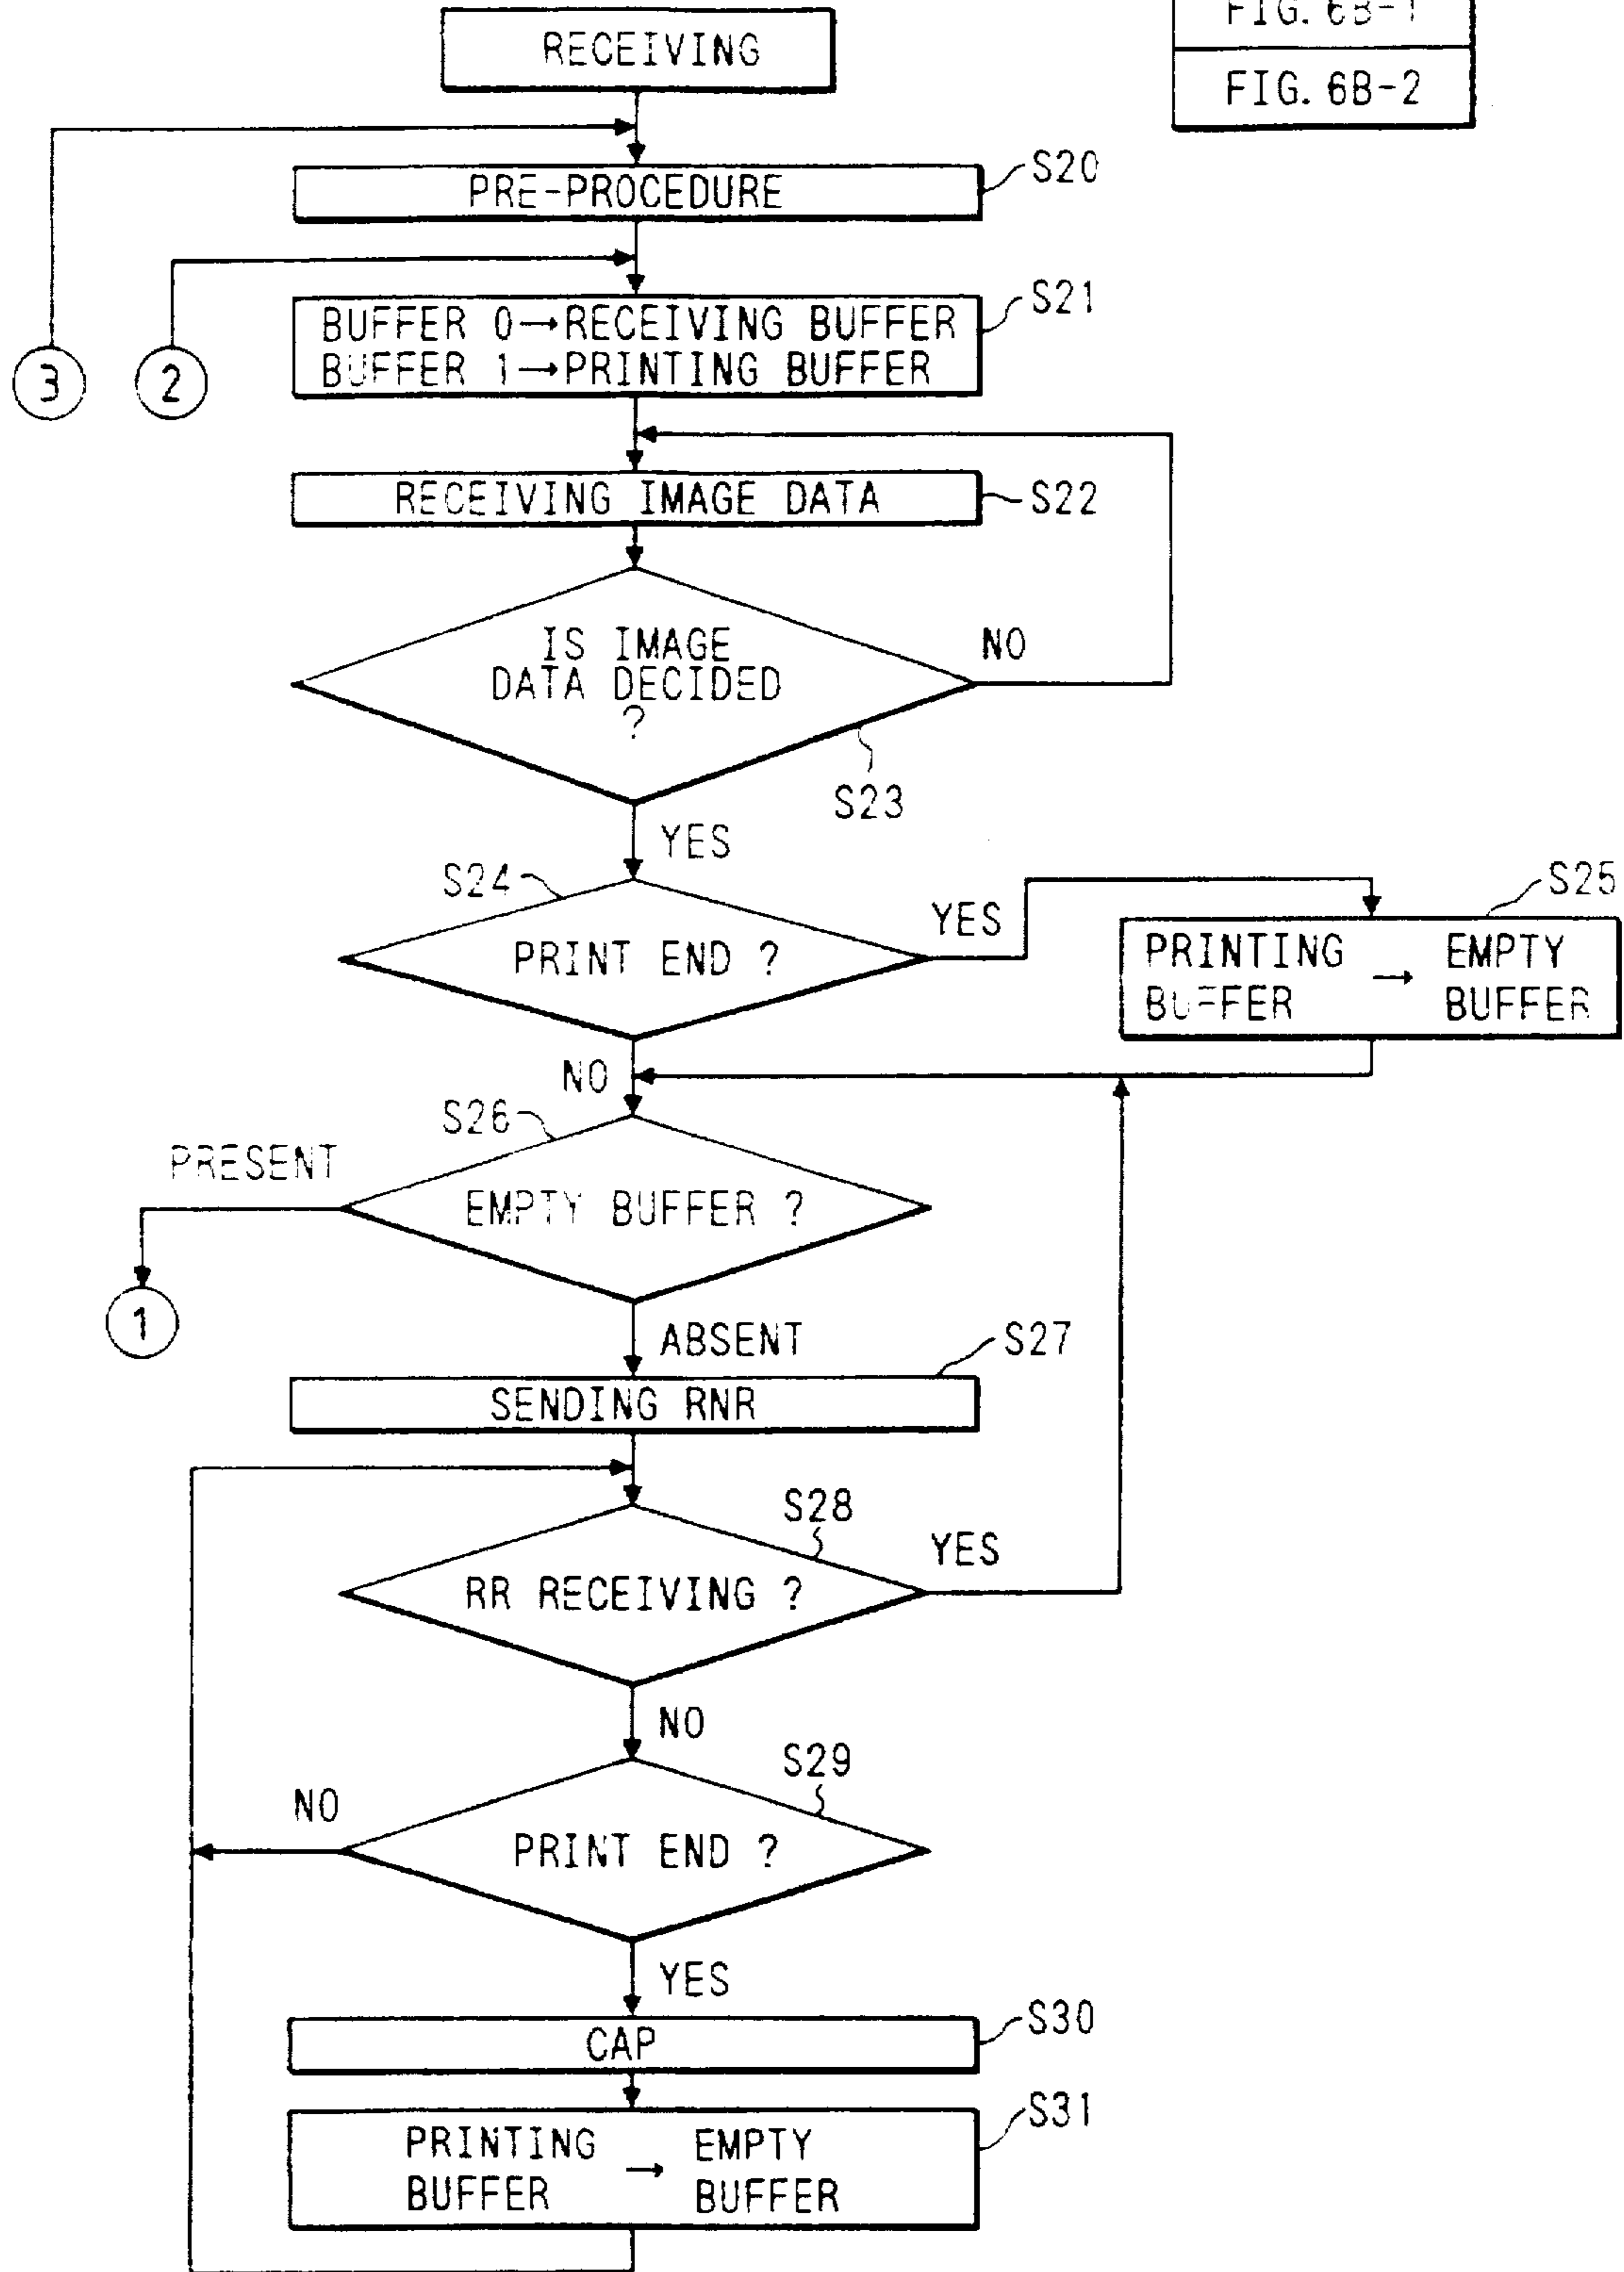 FIG. 6B-1
FIG. 6B-2
RECEIVING
PRE-PROCEDURE
S20
3
2
BUFFER 0→RECEIVING BUFFER
BUFFER 1→PRINTING BUFFER
S21
RECEIVING IMAGE DATA
S22
IS IMAGE
DATA DECIDED
?
NO
S23
YES
S24
PRINT END ?
YES
S25
PRINTING → EMPTY
BUFFER BUFFER
NO
S26
PRESENT
EMPTY BUFFER ?
1
ABSENT
S27
SENDING RNR
S28
RR RECEIVING ?
YES
NO
S29
NO
PRINT END ?
YES
CAP
S30
S31
PRINTING → EMPTY
BUFFER BUFFER